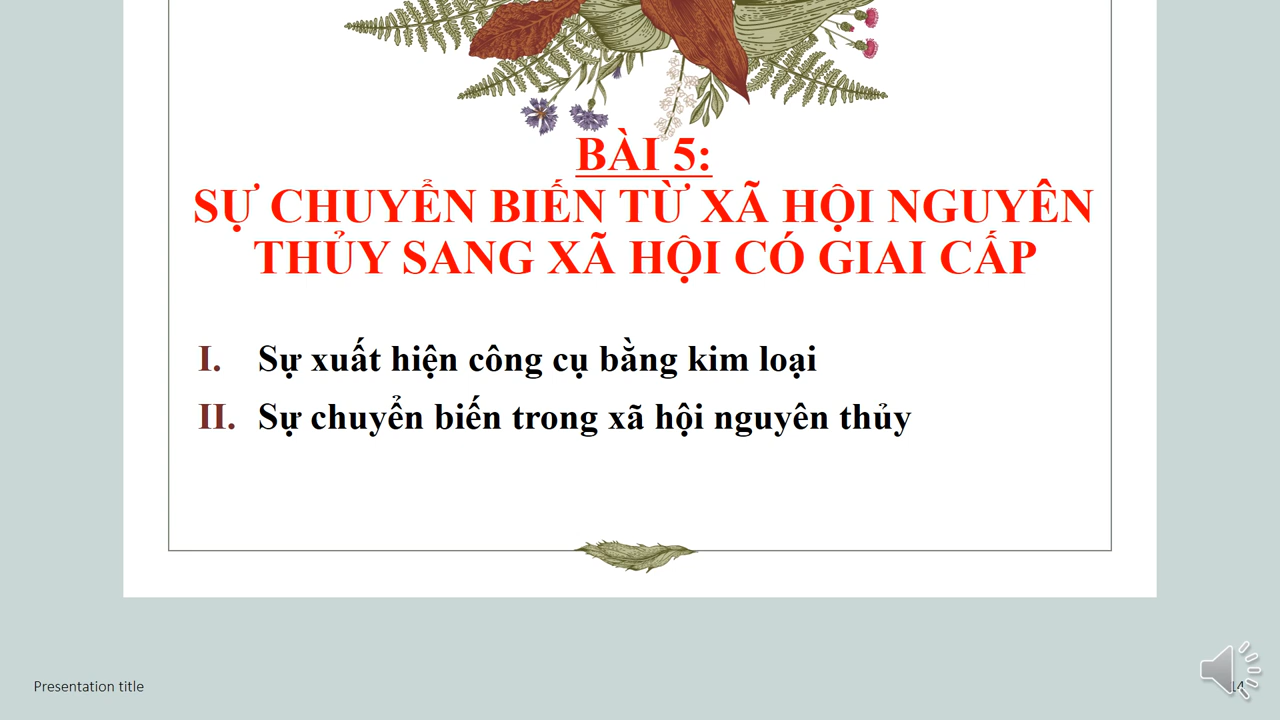 BÀI 5:
SỰ CHUYỂN BIẾN TỪ XÃ HỘI NGUYÊN
THỦY SANG XÃ HỘI CÓ GIAI CẤP
I. Sự xuất hiện công cụ bằng kim loại
II. Sự chuyển biến trong xã hội nguyên thủy
Presentation title
14